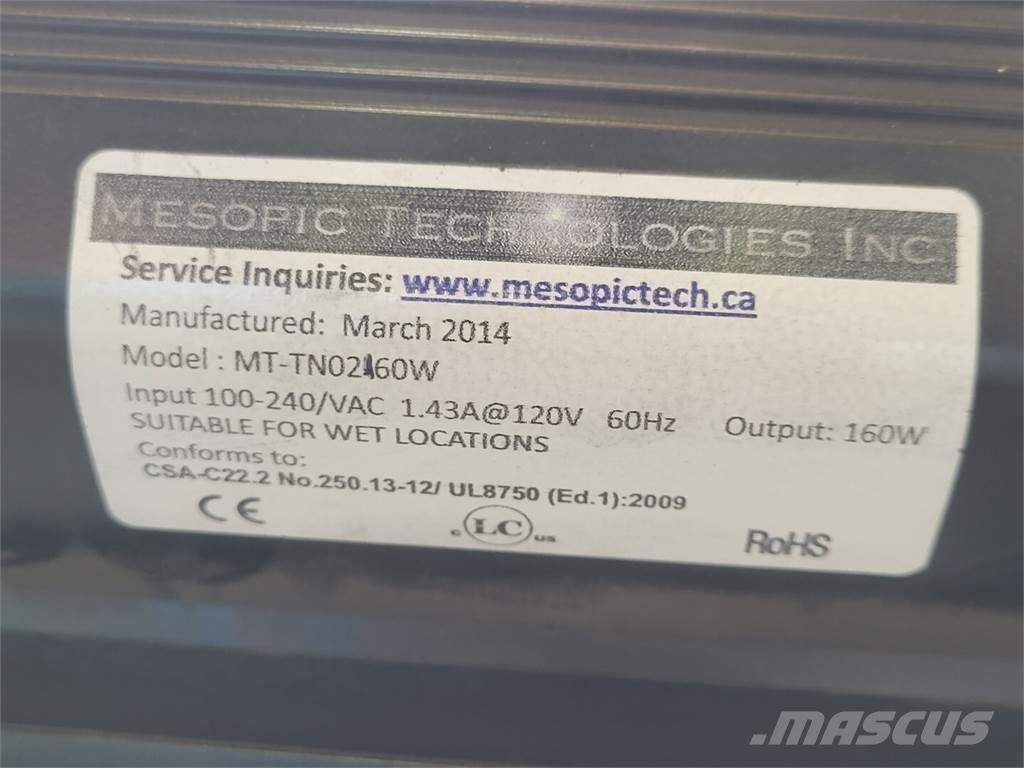 MESOPIC TECHNOLOGIES INC
Service Inquiries: www.mesopictech.ca
Manufactured: March 2014
Model : MT-TN02160W
Input 100-240/VAC 1.43A@120V 60Hz Output: 160W
SUITABLE FOR WET LOCATIONS
Conforms to:
CSA-C22.2 No.250.13-12/ UL8750 (Ed.1):2009
CE c LC us RoHS
.MASCUS